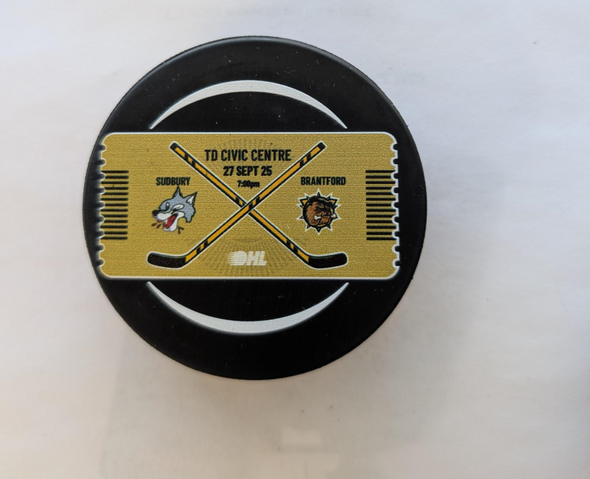 TD CIVIC CENTRE
27 SEPT 25
7:00pm
SUDBURY
BRANTFORD
OHL